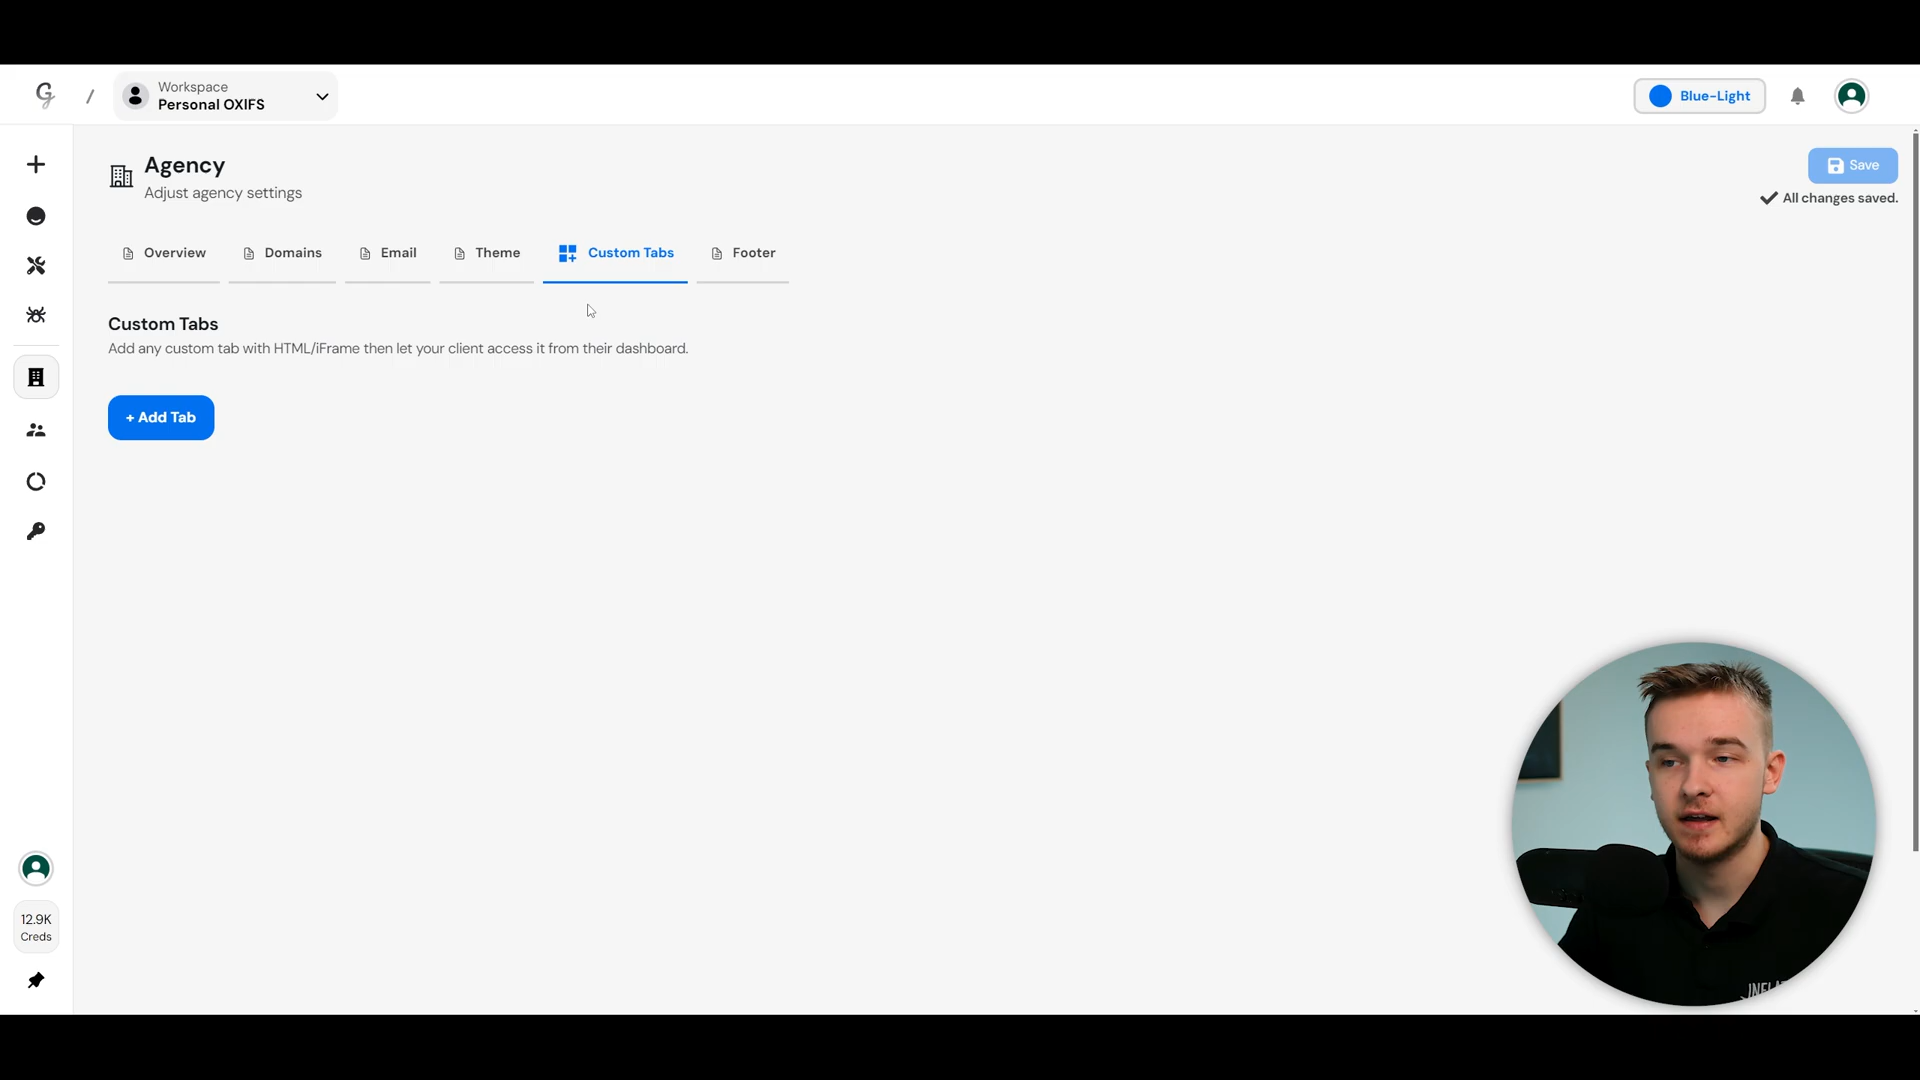 G
/
Workspace
Personal OXIFS
Blue-Light
Agency
Adjust agency settings
Save
All changes saved.
Overview
Domains
Email
Theme
Custom Tabs
Footer
Custom Tabs
Add any custom tab with HTML/iFrame then let your client access it from their dashboard.
+ Add Tab
12.9K
Creds